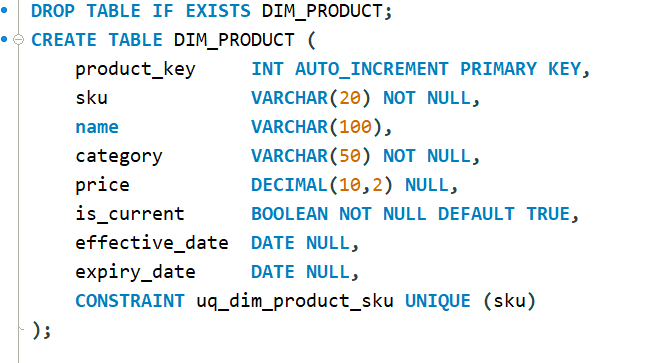 DROP TABLE IF EXISTS DIM_PRODUCT;
CREATE TABLE DIM_PRODUCT (
    product_key     INT AUTO_INCREMENT PRIMARY KEY,
    sku             VARCHAR(20) NOT NULL,
    name            VARCHAR(100),
    category        VARCHAR(50) NOT NULL,
    price           DECIMAL(10,2) NULL,
    is_current      BOOLEAN NOT NULL DEFAULT TRUE,
    effective_date  DATE NULL,
    expiry_date     DATE NULL,
    CONSTRAINT uq_dim_product_sku UNIQUE (sku)
);